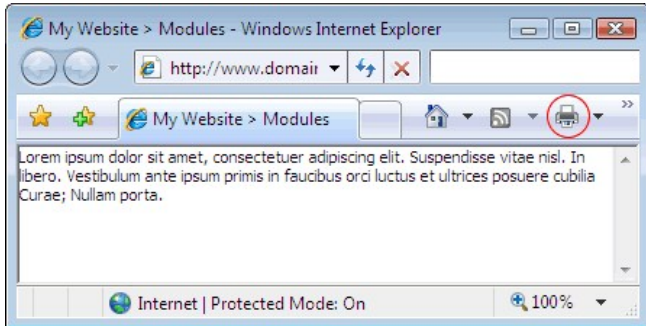 My Website > Modules - Windows Internet Explorer
http://www.domain
My Website > Modules
Lorem ipsum dolor sit amet, consectetuer adipiscing elit. Suspendisse vitae nisl. In
libero. Vestibulum ante ipsum primis in faucibus orci luctus et ultrices posuere cubilia
Curae; Nullam porta.
Internet | Protected Mode: On
100%